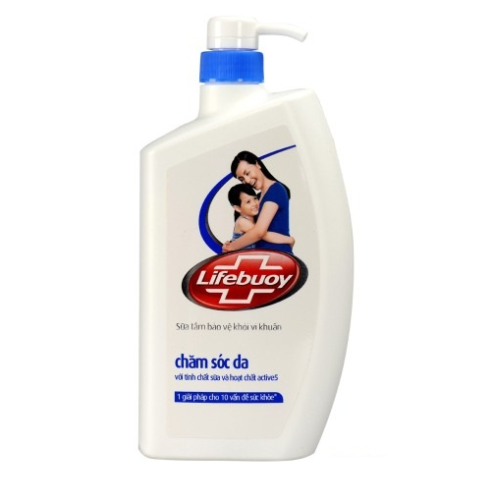 Lifebuoy
Sữa tắm bảo vệ khỏi vi khuẩn
chăm sóc da
với tinh chất sữa và hoạt chất active5
1 giải pháp cho 10 vấn đề sức khỏe*